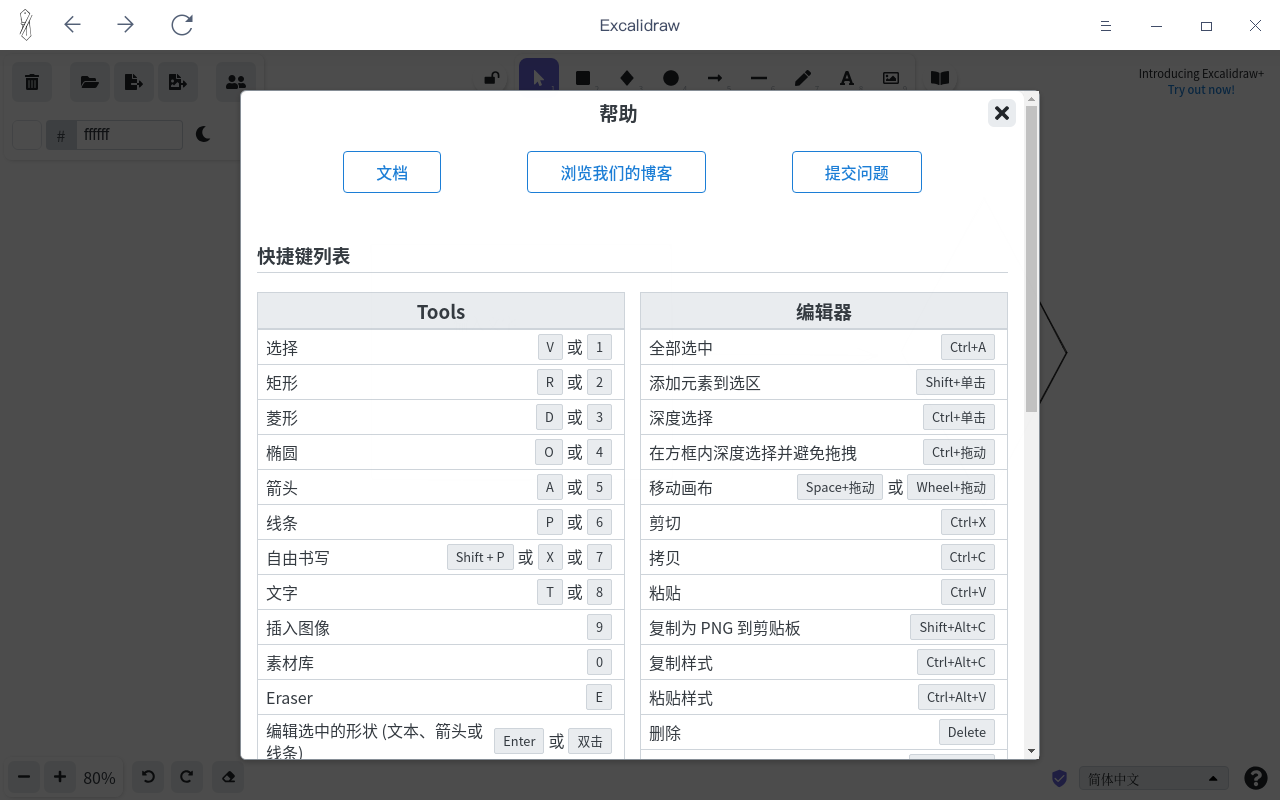 Excalidraw
Introducing Excalidraw+
Try out now!
# ffffff
帮助
文档
浏览我们的博客
提交问题
快捷键列表
Tools
选择 V 或 1
矩形 R 或 2
菱形 D 或 3
椭圆 O 或 4
箭头 A 或 5
线条 P 或 6
自由书写 Shift + P 或 X 或 7
文字 T 或 8
插入图像 9
素材库 0
Eraser E
编辑选中的形状 (文本、箭头或
线条) Enter 或 双击
编辑器
全部选中 Ctrl+A
添加元素到选区 Shift+单击
深度选择 Ctrl+单击
在方框内深度选择并避免拖拽 Ctrl+拖动
移动画布 Space+拖动 或 Wheel+拖动
剪切 Ctrl+X
拷贝 Ctrl+C
粘贴 Ctrl+V
复制为 PNG 到剪贴板 Shift+Alt+C
复制样式 Ctrl+Alt+C
粘贴样式 Ctrl+Alt+V
删除 Delete
80%
简体中文